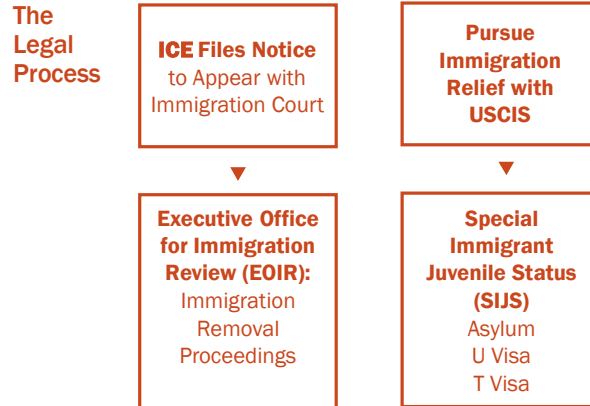 The
Legal
Process
ICE Files Notice
to Appear with
Immigration Court
Pursue
Immigration
Relief with
USCIS
Executive Office
for Immigration
Review (EOIR):
Immigration
Removal
Proceedings
Special
Immigrant
Juvenile Status
(SIJS)
Asylum
U Visa
T Visa